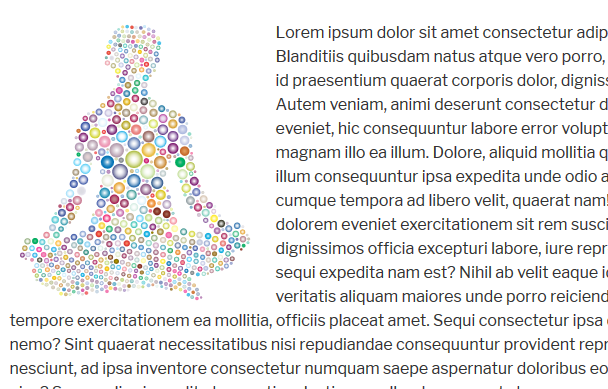 Lorem ipsum dolor sit amet consectetur adip
Blanditiis quibusdam natus atque vero porro,
id praesentium quaerat corporis dolor, digniss
Autem veniam, animi deserunt consectetur d
eveniet, hic consequuntur labore error volupt
magnam illo ea illum. Dolore, aliquid mollitia q
illum consequuntur ipsa expedita unde odio a
cumque tempora ad libero velit, quaerat nam!
dolorem eveniet exercitationem sit rem susci
dignissimos officia excepturi labore, iure repr
sequi expedita nam est? Nihil ab velit eaque i
veritatis aliquam maiores unde porro reiciend
tempore exercitationem ea mollitia, officiis placeat amet. Sequi consectetur ipsa
nemo? Sint quaerat necessitatibus nisi repudiandae consequuntur provident repr
nesciunt, ad ipsa inventore consectetur numquam saepe aspernatur doloribus eo